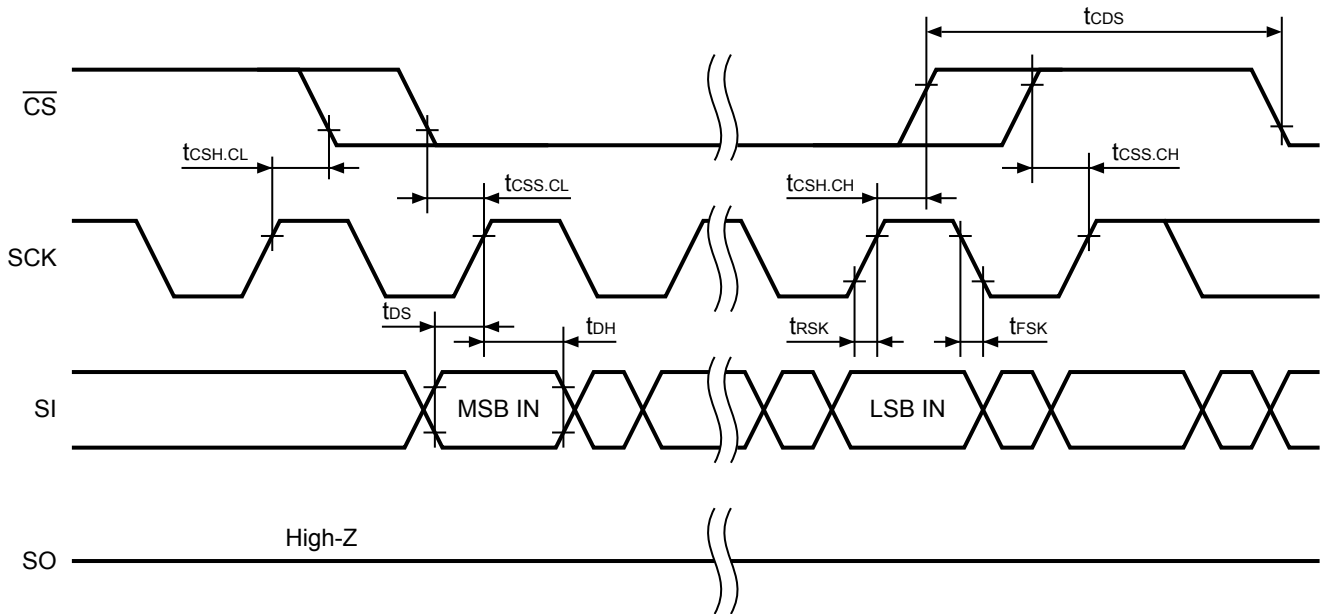 tCDS
CS
tCSH.CL
tCSS.CL
tCSH.CH
tCSS.CH
SCK
tDS
tDH
tRSK
tFSK
SI
MSB IN
LSB IN
High-Z
SO